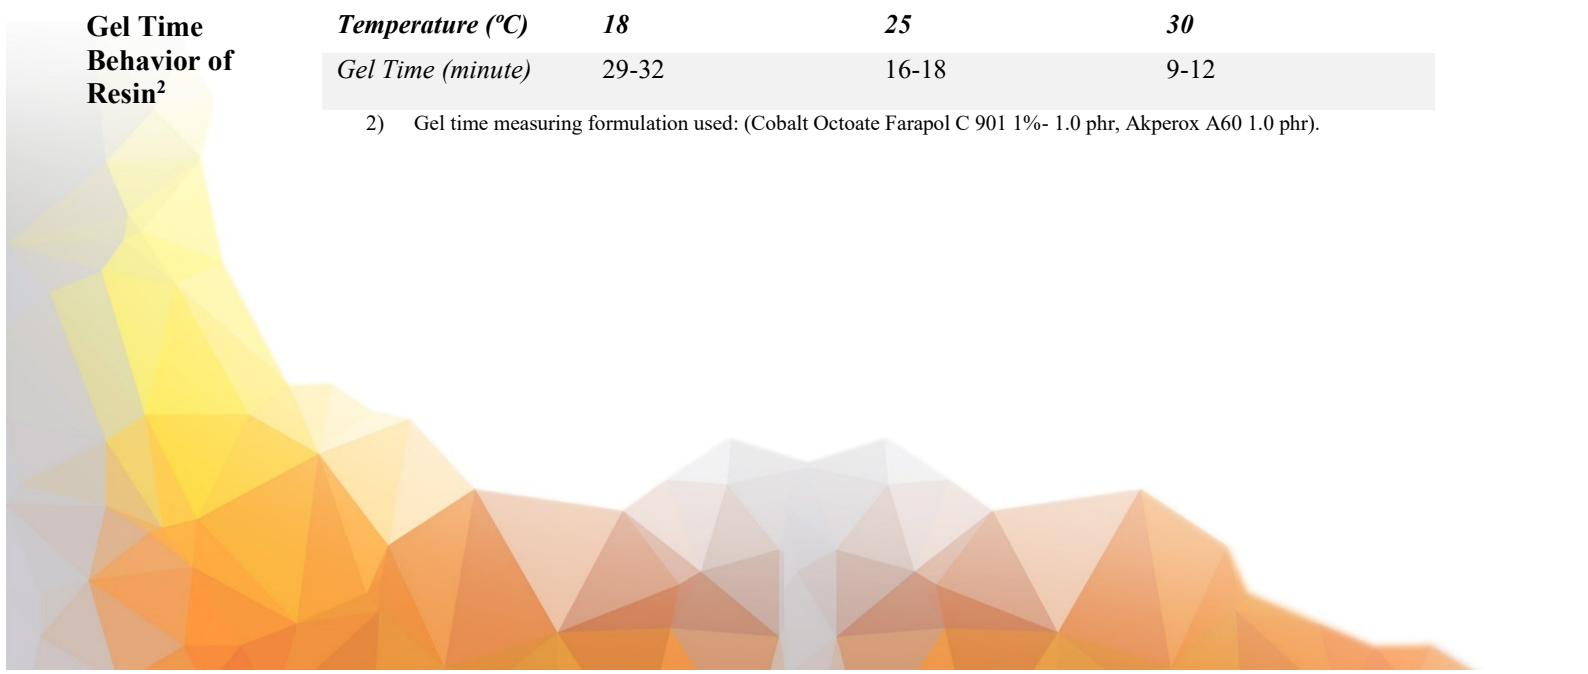 Gel Time
Behavior of
Resin²
Temperature (ºC) 18 25 30
Gel Time (minute) 29-32 16-18 9-12
2) Gel time measuring formulation used: (Cobalt Octoate Farapol C 901 1%- 1.0 phr, Akperox A60 1.0 phr).